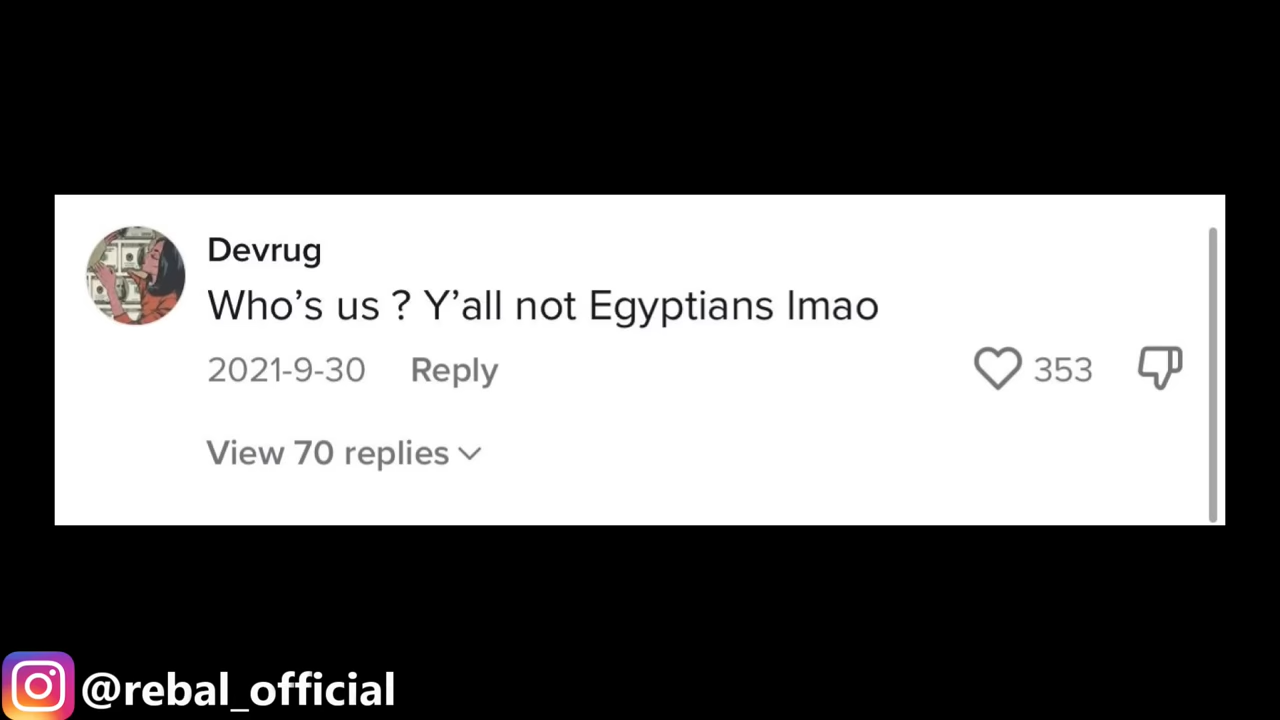 Devrug
Who’s us ? Y’all not Egyptians lmao
2021-9-30 Reply 353
View 70 replies
@rebal_official